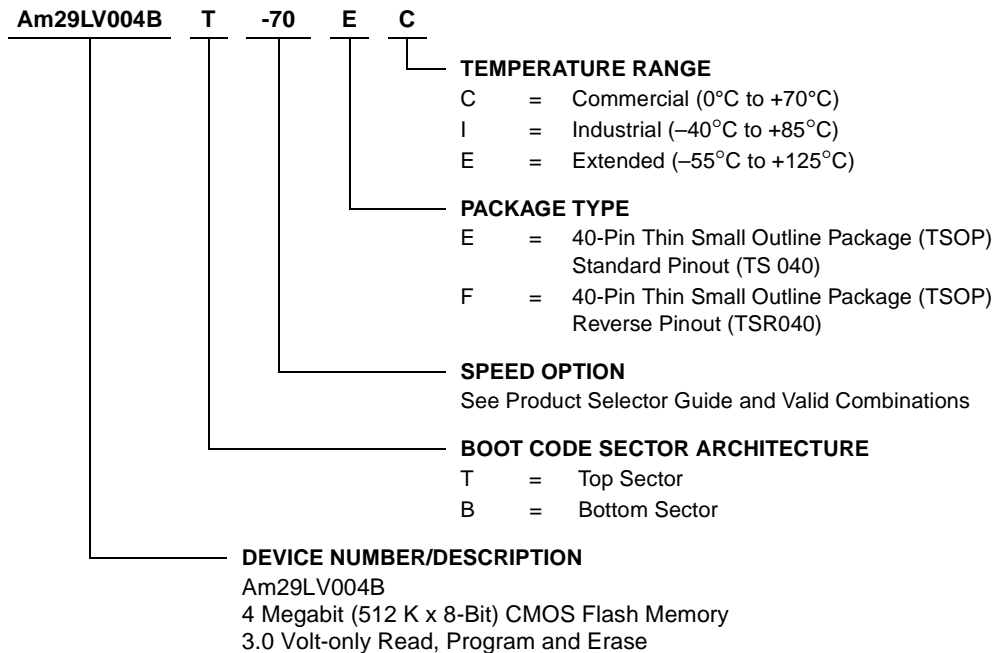 Am29LV004B T -70 E C
TEMPERATURE RANGE
C = Commercial (0°C to +70°C)
I = Industrial (–40°C to +85°C)
E = Extended (–55°C to +125°C)
PACKAGE TYPE
E = 40-Pin Thin Small Outline Package (TSOP)
Standard Pinout (TS 040)
F = 40-Pin Thin Small Outline Package (TSOP)
Reverse Pinout (TSR040)
SPEED OPTION
See Product Selector Guide and Valid Combinations
BOOT CODE SECTOR ARCHITECTURE
T = Top Sector
B = Bottom Sector
DEVICE NUMBER/DESCRIPTION
Am29LV004B
4 Megabit (512 K x 8-Bit) CMOS Flash Memory
3.0 Volt-only Read, Program and Erase